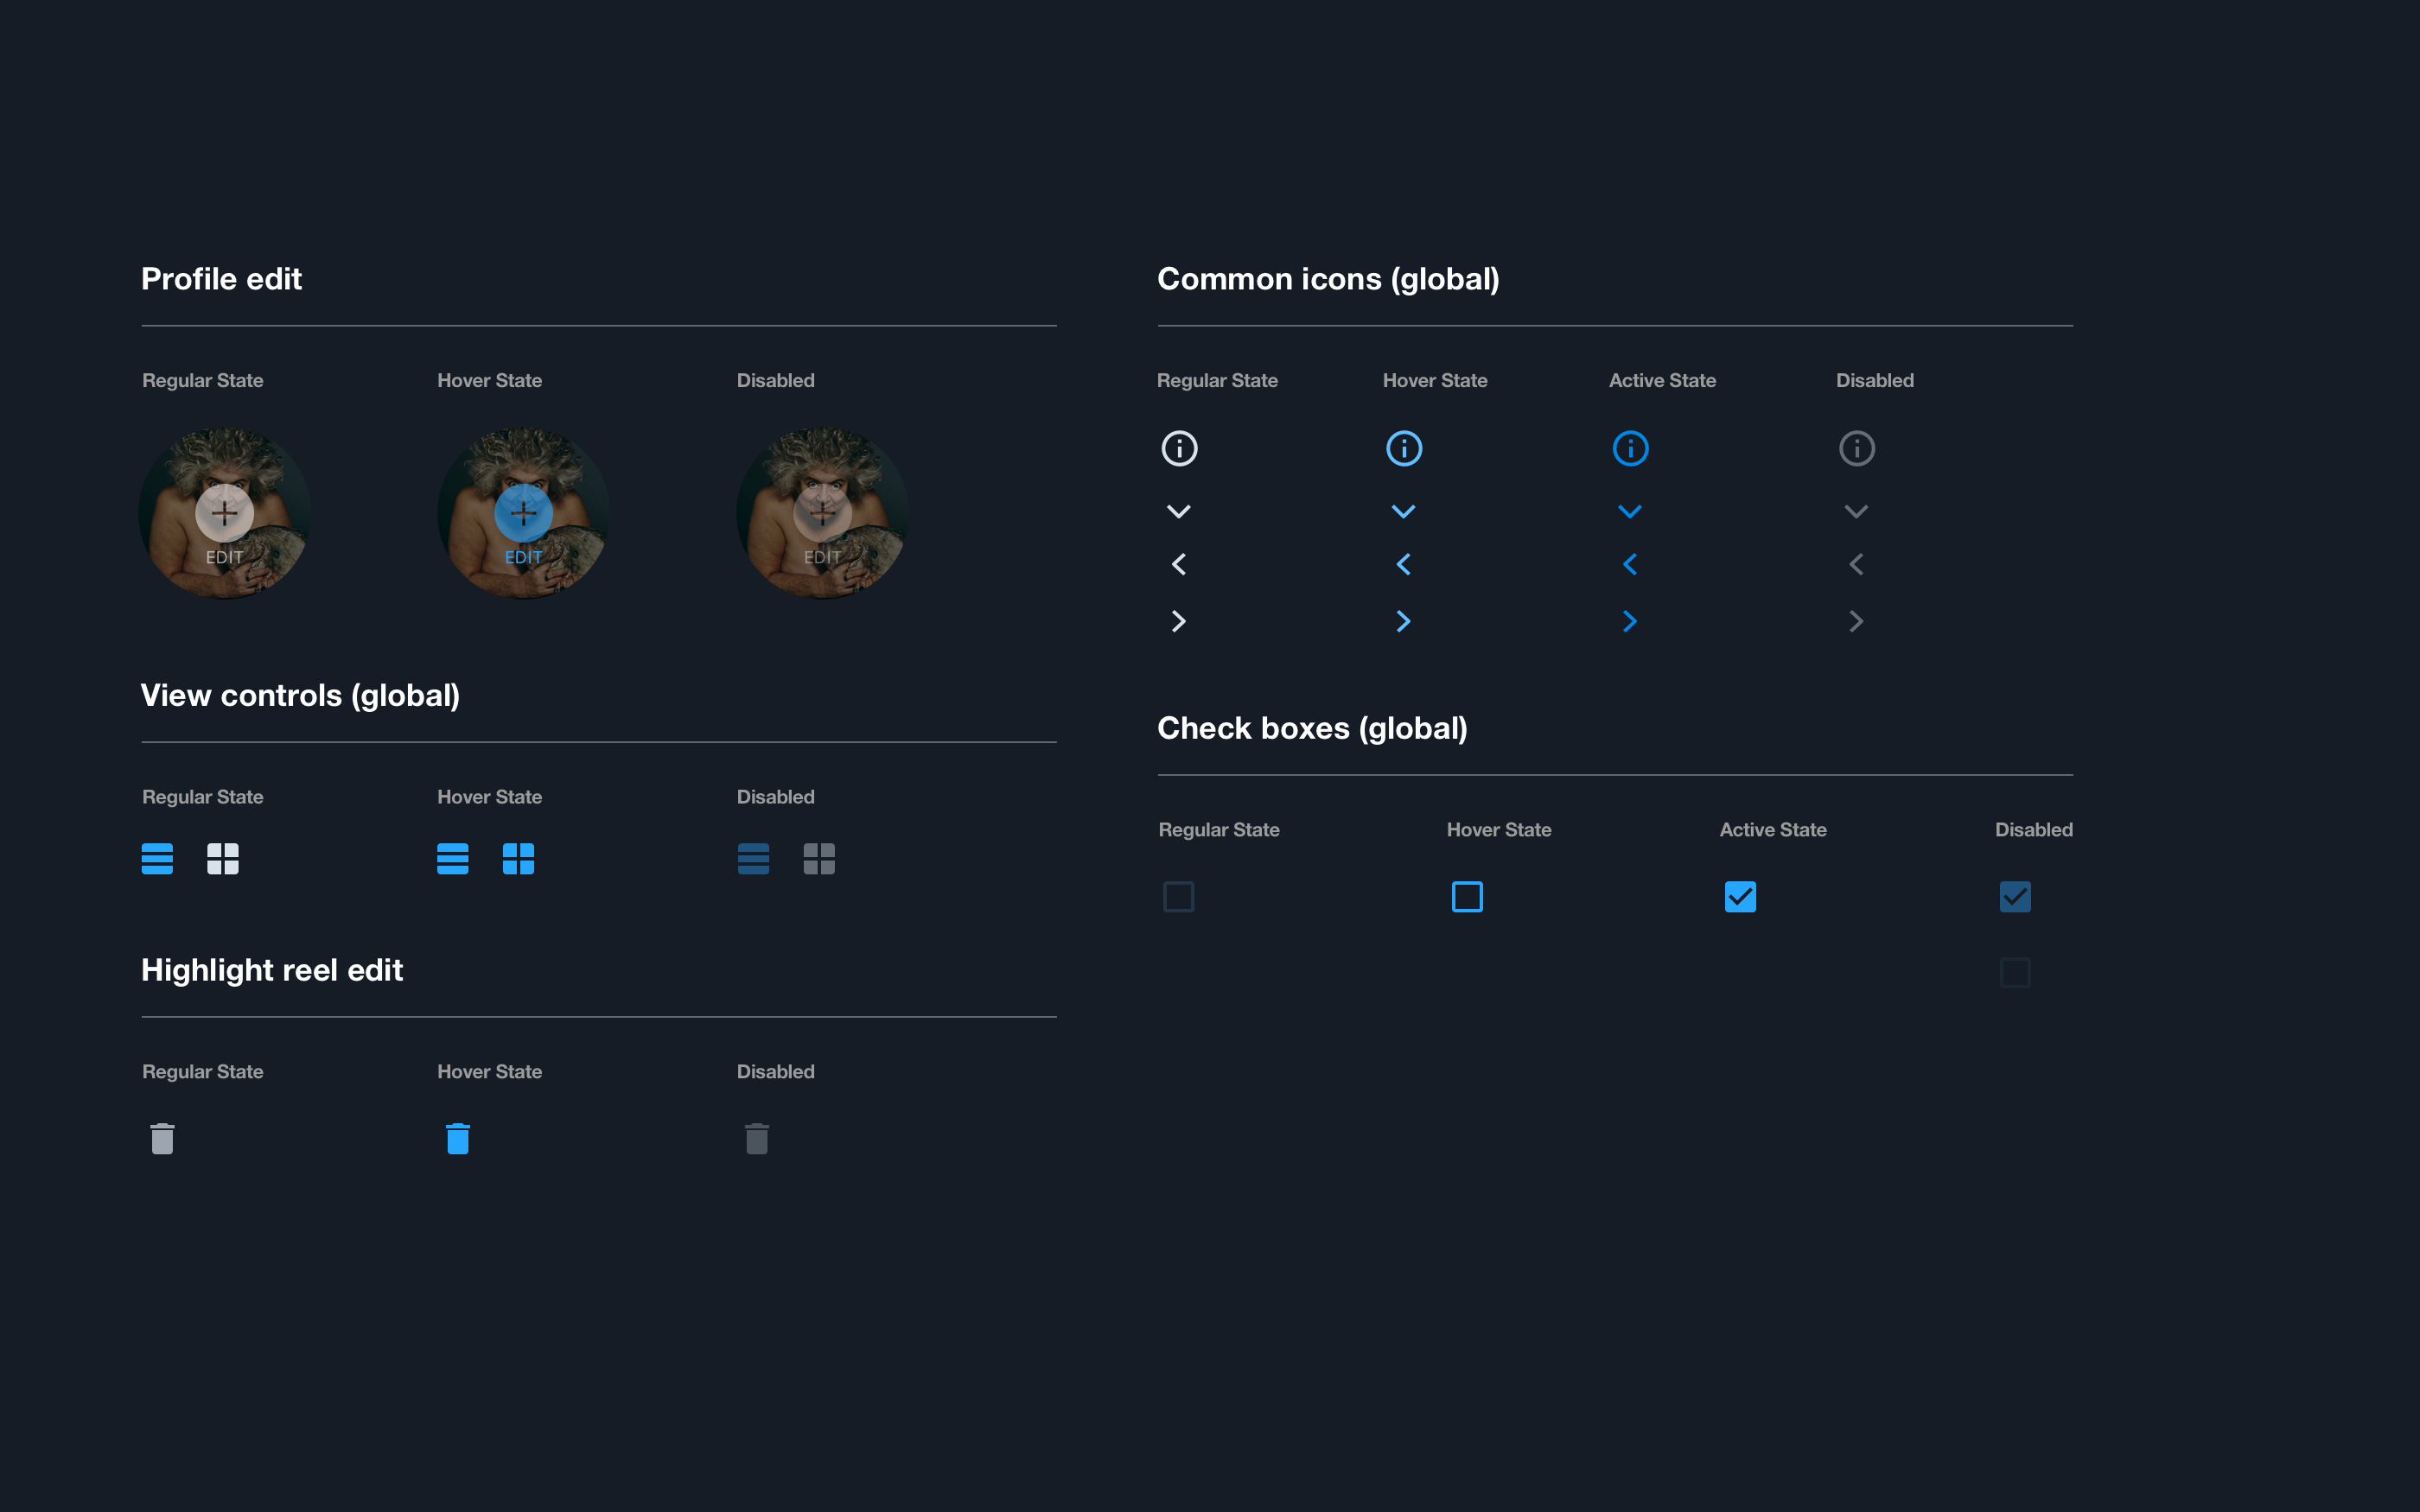 Profile edit
Regular State
Hover State
Disabled
EDIT
EDIT
EDIT
View controls (global)
Regular State
Hover State
Disabled
Highlight reel edit
Regular State
Hover State
Disabled
Common icons (global)
Regular State
Hover State
Active State
Disabled
Check boxes (global)
Regular State
Hover State
Active State
Disabled